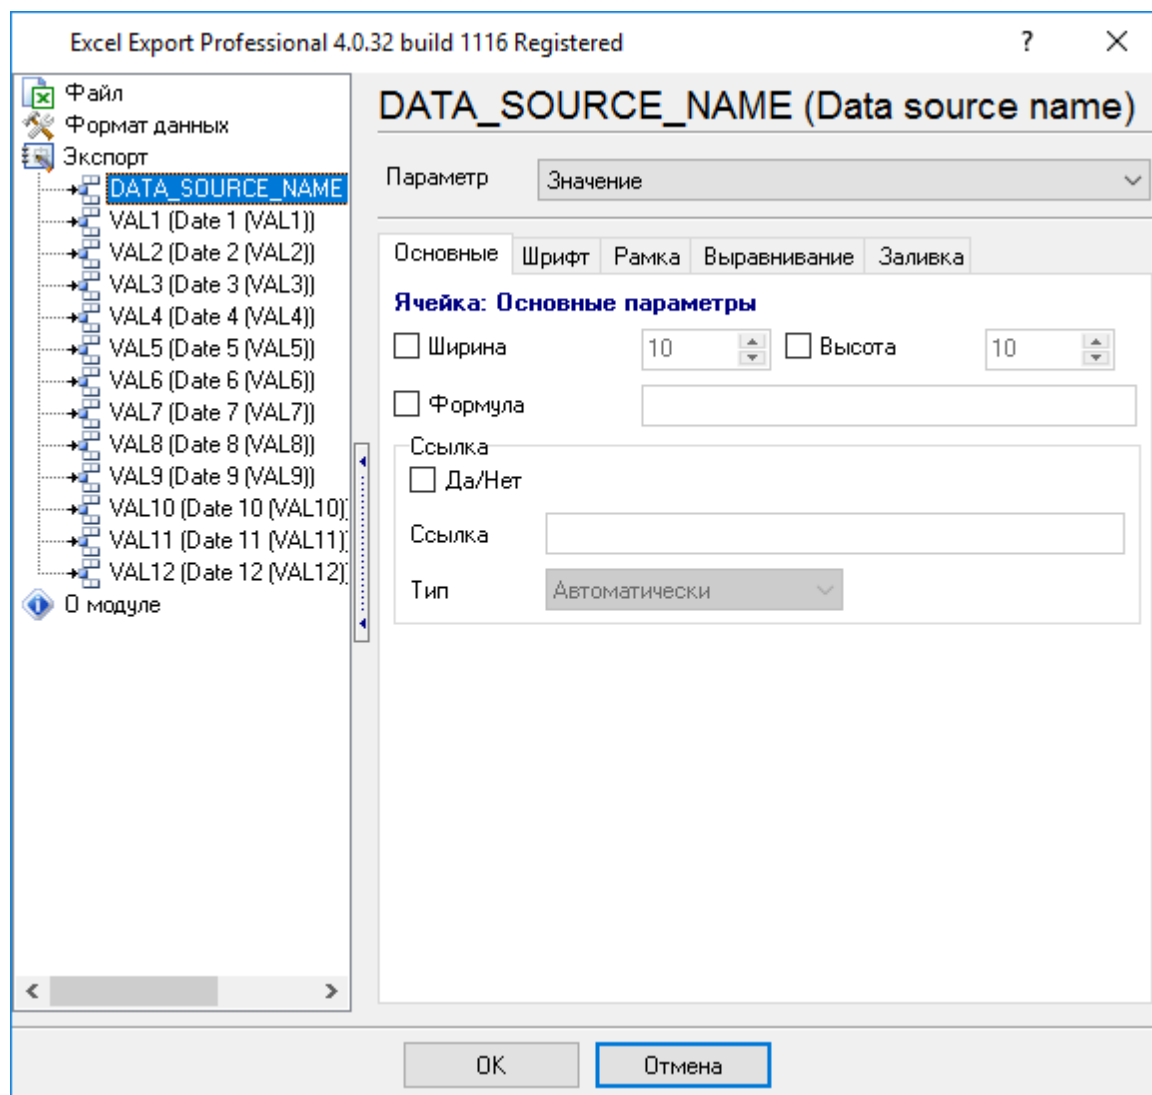 Excel Export Professional 4.0.32 build 1116 Registered ?
Файл
Формат данных
Экспорт
DATA_SOURCE_NAME
VAL1 (Date 1 (VAL1))
VAL2 (Date 2 (VAL2))
VAL3 (Date 3 (VAL3))
VAL4 (Date 4 (VAL4))
VAL5 (Date 5 (VAL5))
VAL6 (Date 6 (VAL6))
VAL7 (Date 7 (VAL7))
VAL8 (Date 8 (VAL8))
VAL9 (Date 9 (VAL9))
VAL10 (Date 10 (VAL10))
VAL11 (Date 11 (VAL11))
VAL12 (Date 12 (VAL12))
О модуле
DATA_SOURCE_NAME (Data source name)
Параметр Значение
Основные Шрифт Рамка Выравнивание Заливка
Ячейка: Основные параметры
Ширина 10 Высота 10
Формула
Ссылка
Да/Нет
Ссылка
Тип Автоматически
OK Отмена